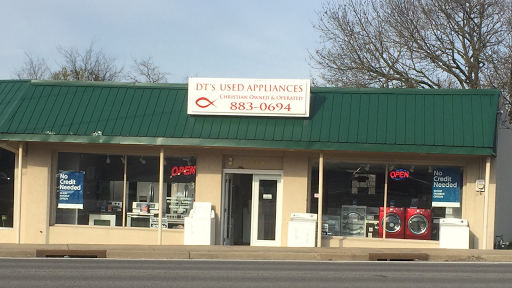 DT'S USED APPLIANCES
CHRISTIAN OWNED & OPERATED
883-0694
OPEN
OPEN
No
Credit
Needed
No Credit
Needed